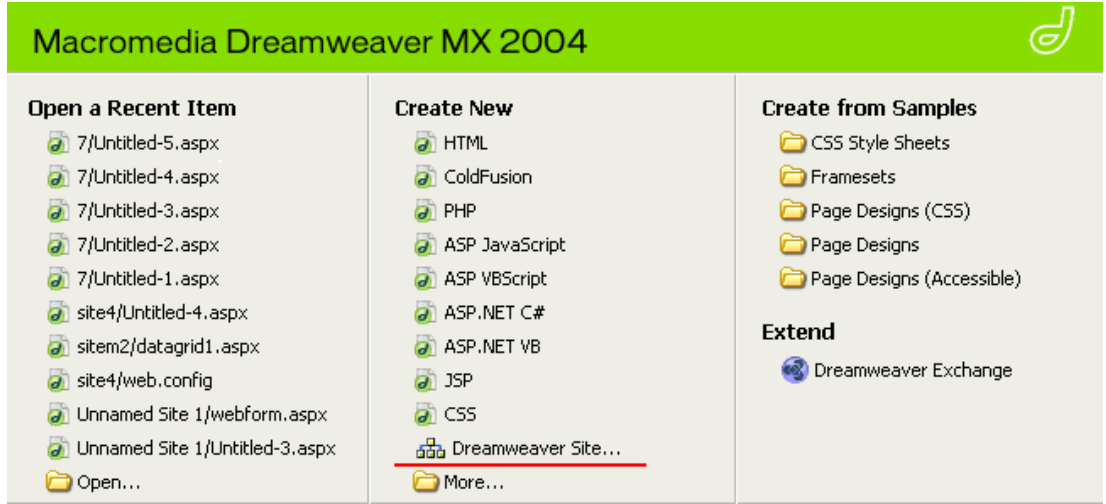 Macromedia Dreamweaver MX 2004
Open a Recent Item
7/Untitled-5.aspx
7/Untitled-4.aspx
7/Untitled-3.aspx
7/Untitled-2.aspx
7/Untitled-1.aspx
site4/Untitled-4.aspx
sitem2/datagrid1.aspx
site4/web.config
Unnamed Site 1/webform.aspx
Unnamed Site 1/Untitled-3.aspx
Open...
Create New
HTML
ColdFusion
PHP
ASP JavaScript
ASP VBScript
ASP.NET C#
ASP.NET VB
JSP
CSS
Dreamweaver Site...
More...
Create from Samples
CSS Style Sheets
Framesets
Page Designs (CSS)
Page Designs
Page Designs (Accessible)
Extend
Dreamweaver Exchange